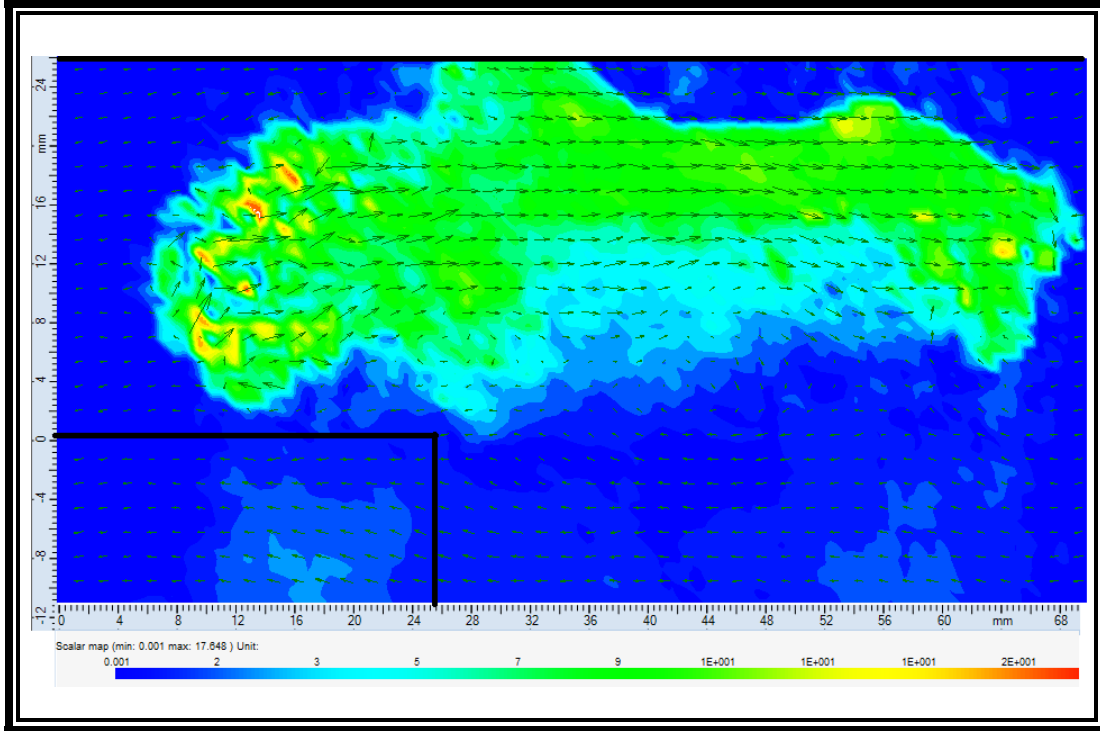 24
mm
16
12
8
4
0
-4
-8
-12
0 4 8 12 16 20 24 28 32 36 40 44 48 52 56 60 mm 68
Scalar map (min: 0.001 max: 17.648 ) Unit:
0.001 2 3 5 7 9 1E+001 1E+001 1E+001 2E+001